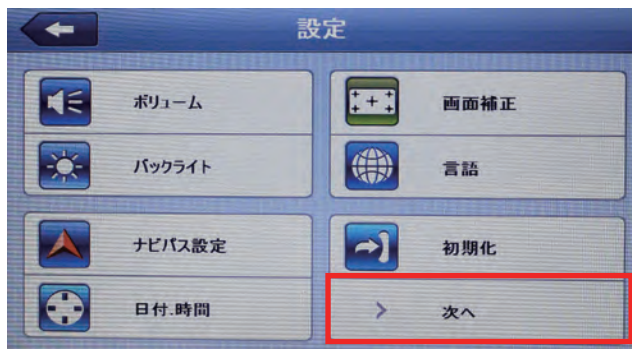 設定
ボリューム
画面補正
バックライト
言語
ナビパス設定
初期化
日付.時間
次へ